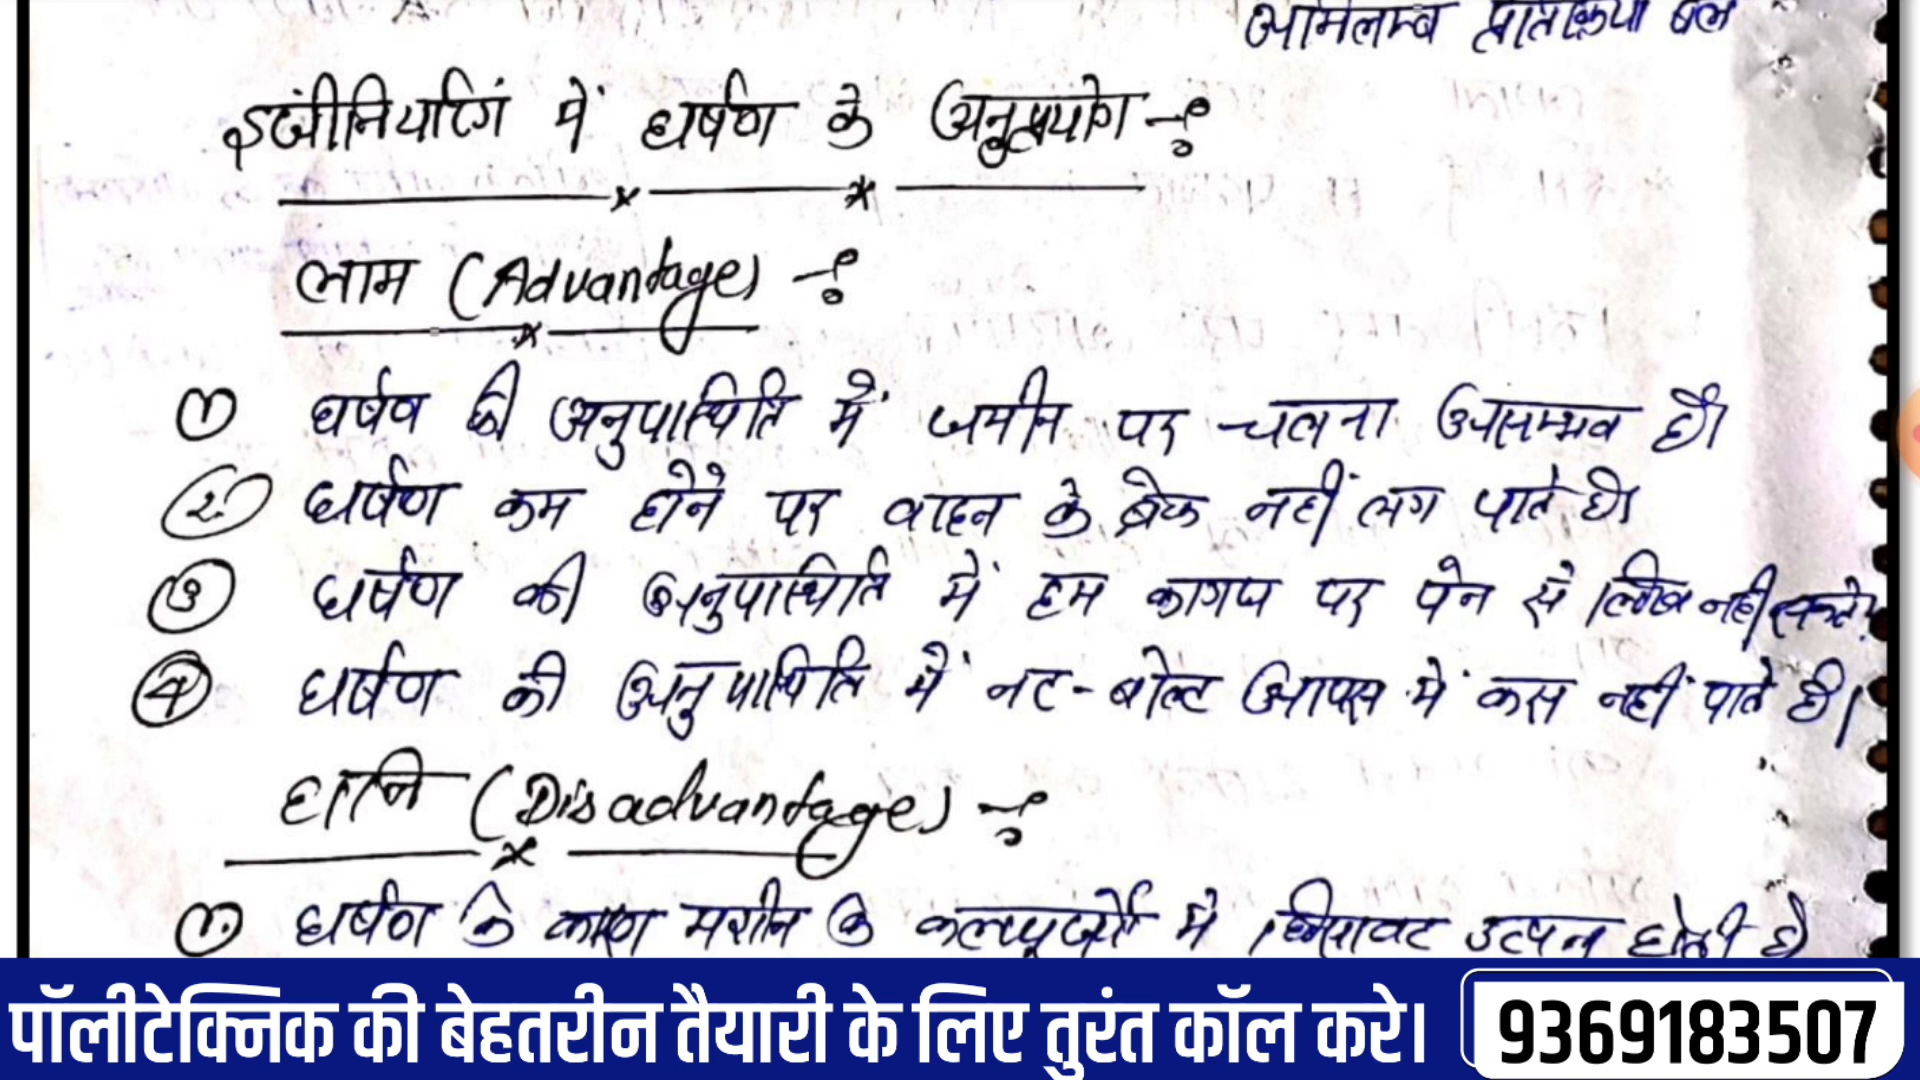 अभिलम्ब प्रतिक्रिया बल
इंजीनियरिंग में घर्षण के अनुप्रयोग -:
लाभ (Advantage) -:
① घर्षण की अनुपस्थिति में जमीन पर चलना असम्भव है।
② घर्षण कम होने पर वाहन के ब्रेक नहीं लग पाते है।
③ घर्षण की अनुपस्थिति में हम कागज पर पेन से लिख नहीं सकते।
④ घर्षण की अनुपस्थिति में नट-बोल्ट आपस में कस नहीं पाते है।
हानि (Disadvantage) -:
① घर्षण के कारण मशीन के कलपुर्जो में घिसावट उत्पन्न होती है
पॉलीटेक्निक की बेहतरीन तैयारी के लिए तुरंत कॉल करे। 9369183507